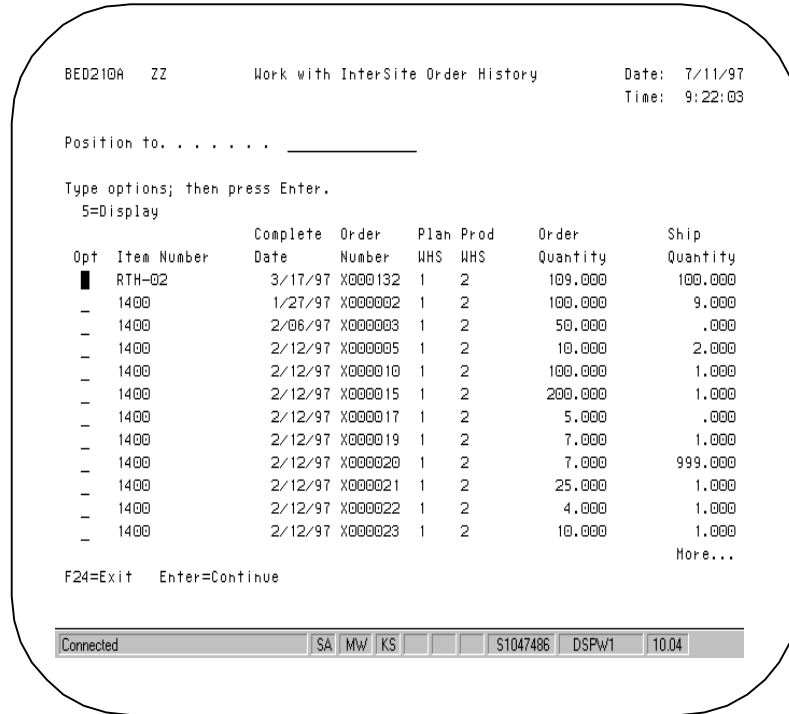 BED210A ZZ Work with InterSite Order History Date: 7/11/97
Time: 9:22:03
Position to. . . . . . . ______________
Type options; then press Enter.
5=Display
Complete Order Plan Prod Order Ship
Opt Item Number Date Number WHS WHS Quantity Quantity
RTH-02 3/17/97 X000132 1 2 109.000 100.000
_ 1400 1/27/97 X000002 1 2 100.000 9.000
_ 1400 2/06/97 X000003 1 2 50.000 .000
_ 1400 2/12/97 X000005 1 2 10.000 2.000
_ 1400 2/12/97 X000010 1 2 100.000 1.000
_ 1400 2/12/97 X000015 1 2 200.000 1.000
_ 1400 2/12/97 X000017 1 2 5.000 .000
_ 1400 2/12/97 X000019 1 2 7.000 1.000
_ 1400 2/12/97 X000020 1 2 7.000 999.000
_ 1400 2/12/97 X000021 1 2 25.000 1.000
_ 1400 2/12/97 X000022 1 2 4.000 1.000
_ 1400 2/12/97 X000023 1 2 10.000 1.000
More...
F24=Exit Enter=Continue
Connected SA MW KS S1047486 DSPW1 10.04